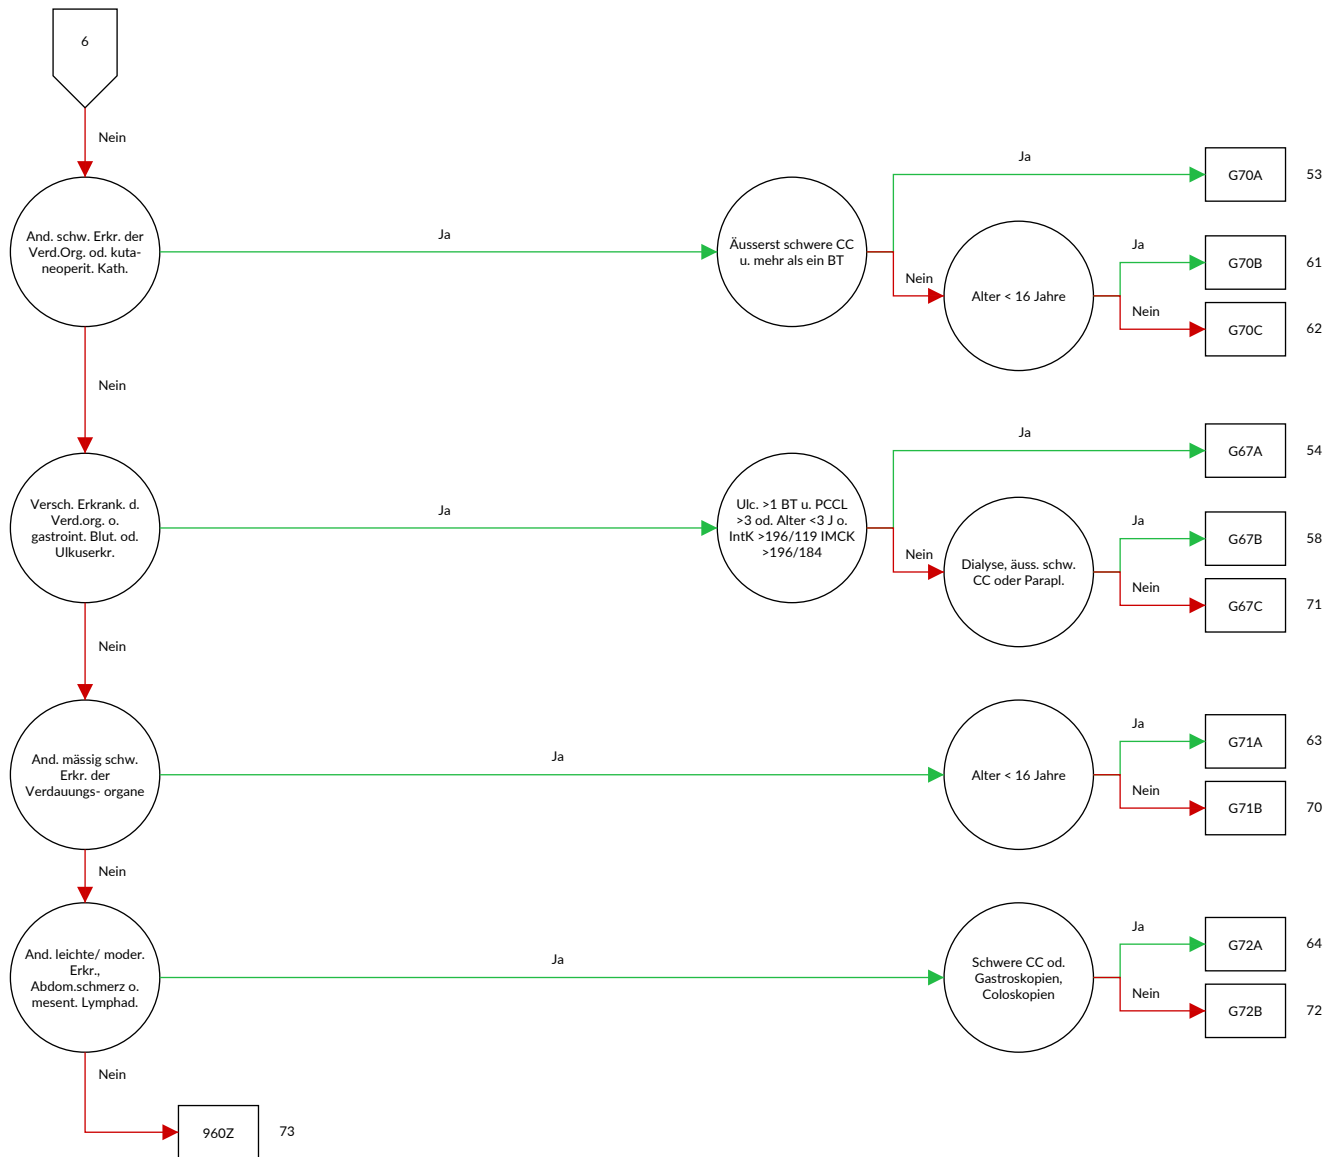 6
Nein
And. schw. Erkr. der
Verd.Org. od. kuta-
neoperit. Kath.
Ja
Äusserst schwere CC
u. mehr als ein BT
Ja
G70A
53
Nein
Alter < 16 Jahre
Ja
G70B
61
Nein
G70C
62
Nein
Versch. Erkrank. d.
Verd.org. o.
gastroint. Blut. od.
Ulkuserkr.
Ja
Ulc. >1 BT u. PCCL
>3 od. Alter <3 J o.
IntK >196/119 IMCK
>196/184
Ja
G67A
54
Nein
Dialyse, äuss. schw.
CC oder Parapl.
Ja
G67B
58
Nein
G67C
71
Nein
And. mässig schw.
Erkr. der
Verdauungs- organe
Ja
Alter < 16 Jahre
Ja
G71A
63
Nein
G71B
70
Nein
And. leichte/ moder.
Erkr.,
Abdom.schmerz o.
mesent. Lymphad.
Ja
Schwere CC od.
Gastroskopien,
Coloskopien
Ja
G72A
64
Nein
G72B
72
Nein
960Z
73